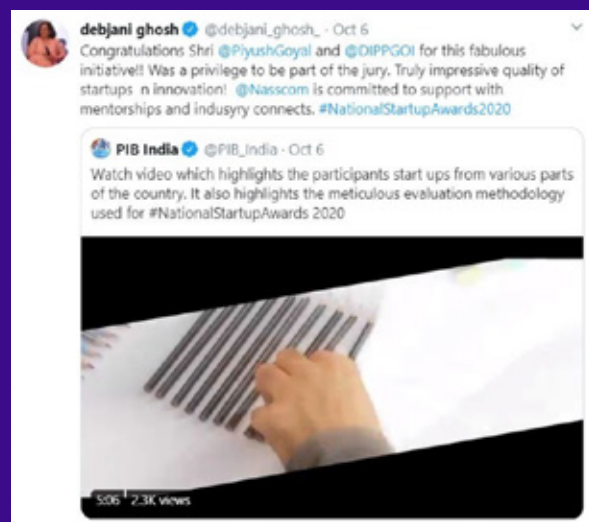 debjani ghosh @debjani_ghosh_ · Oct 6
Congratulations Shri @PiyushGoyal and @DIPPGOI for this fabulous
initiative!! Was a privilege to be part of the jury. Truly impressive quality of
startups n innovation! @Nasscom is committed to support with
mentorships and indusyry connects. #NationalStartupAwards2020
PIB India @PIB_India · Oct 6
Watch video which highlights the participants start ups from various parts
of the country. It also highlights the meticulous evaluation methodology
used for #NationalStartupAwards 2020
5:06 2.3K views